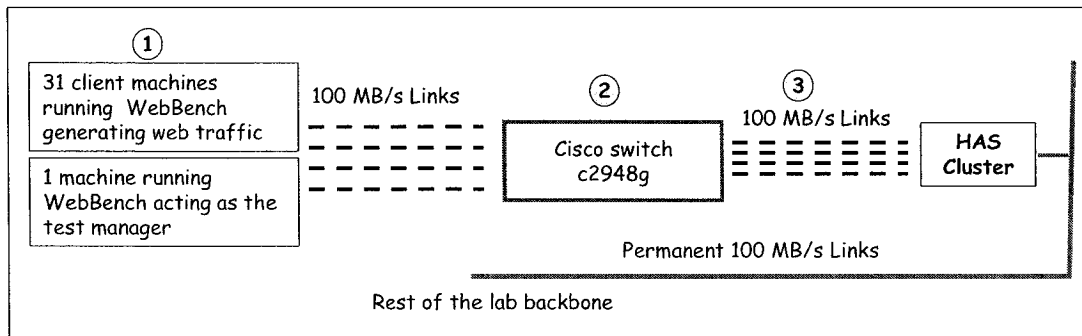 1
31 client machines
running WebBench
generating web traffic
1 machine running
WebBench acting as the
test manager
100 MB/s Links
2
Cisco switch
c2948g
3
100 MB/s Links
HAS
Cluster
Permanent 100 MB/s Links
Rest of the lab backbone